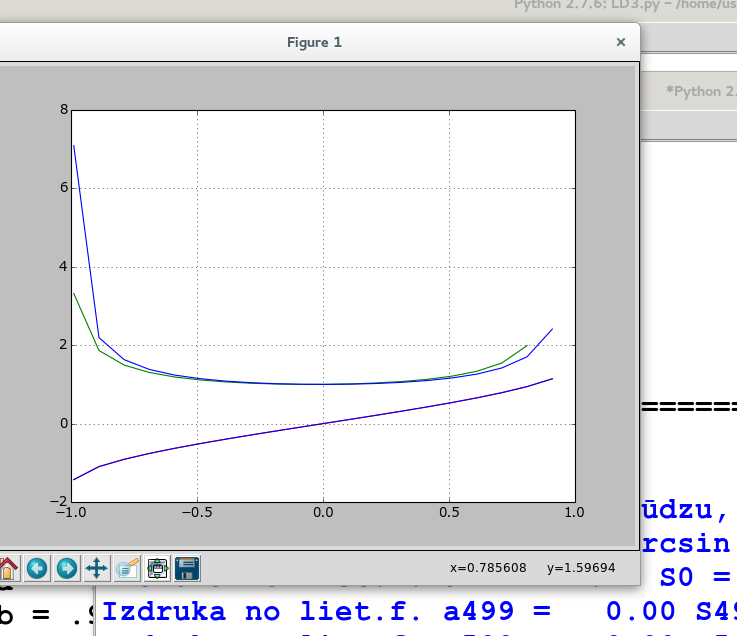 Python 2.7.6: LD3.py – /home/us
Figure 1
*Python 2.
8
6
4
2
0
−2
−1.0 −0.5 0.0 0.5 1.0
=======
ūdzu,
rcsin
x=0.785608 y=1.59694
S0 =
b = .
Izdruka no liet.f. a499 = 0.00 S49